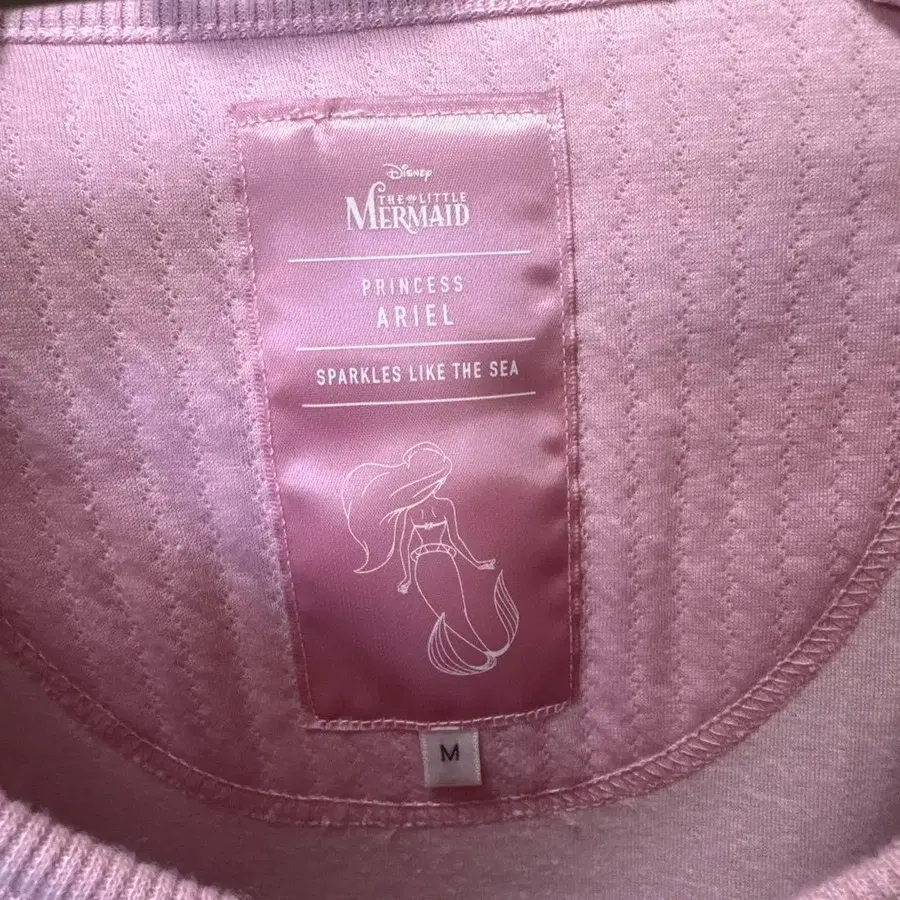 Disney
THE LITTLE
MERMAID
PRINCESS
ARIEL
SPARKLES LIKE THE SEA
M